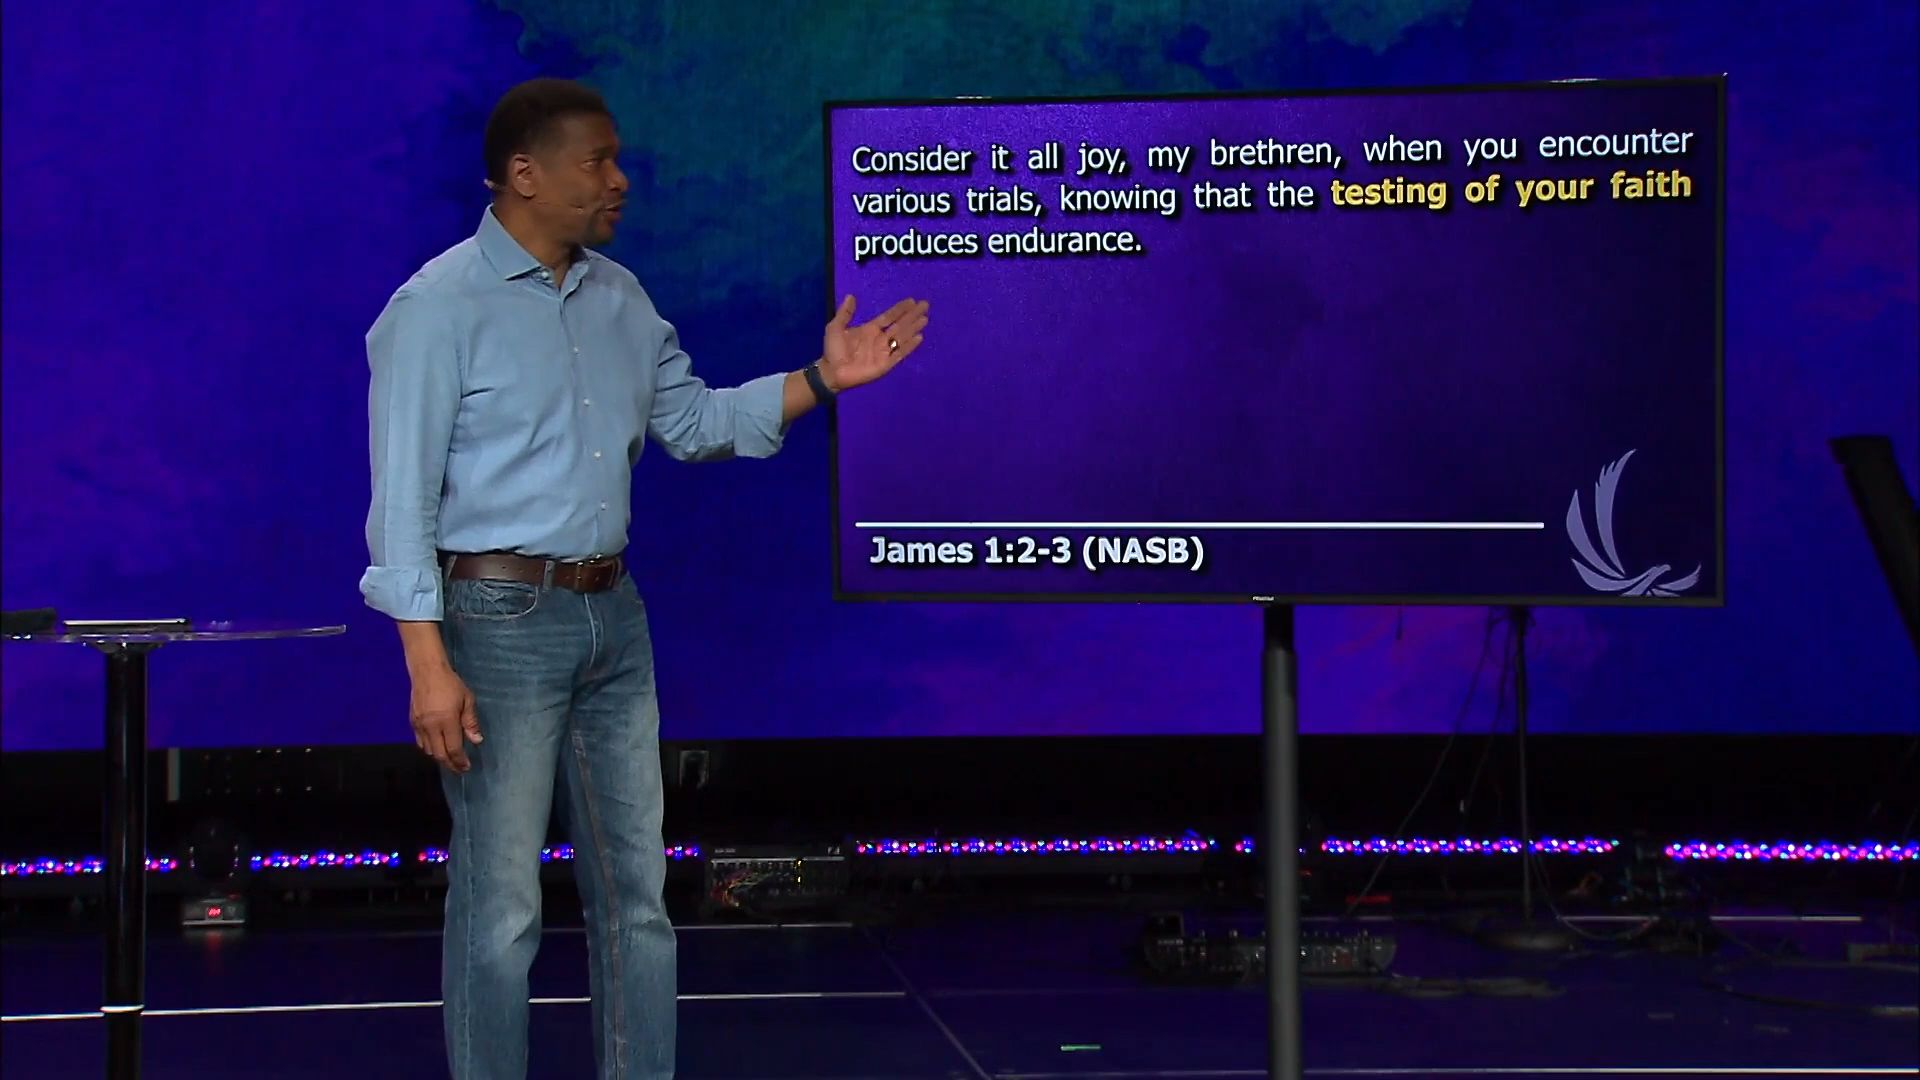 Consider it all joy, my brethren, when you encounter
various trials, knowing that the testing of your faith
produces endurance.
James 1:2-3 (NASB)